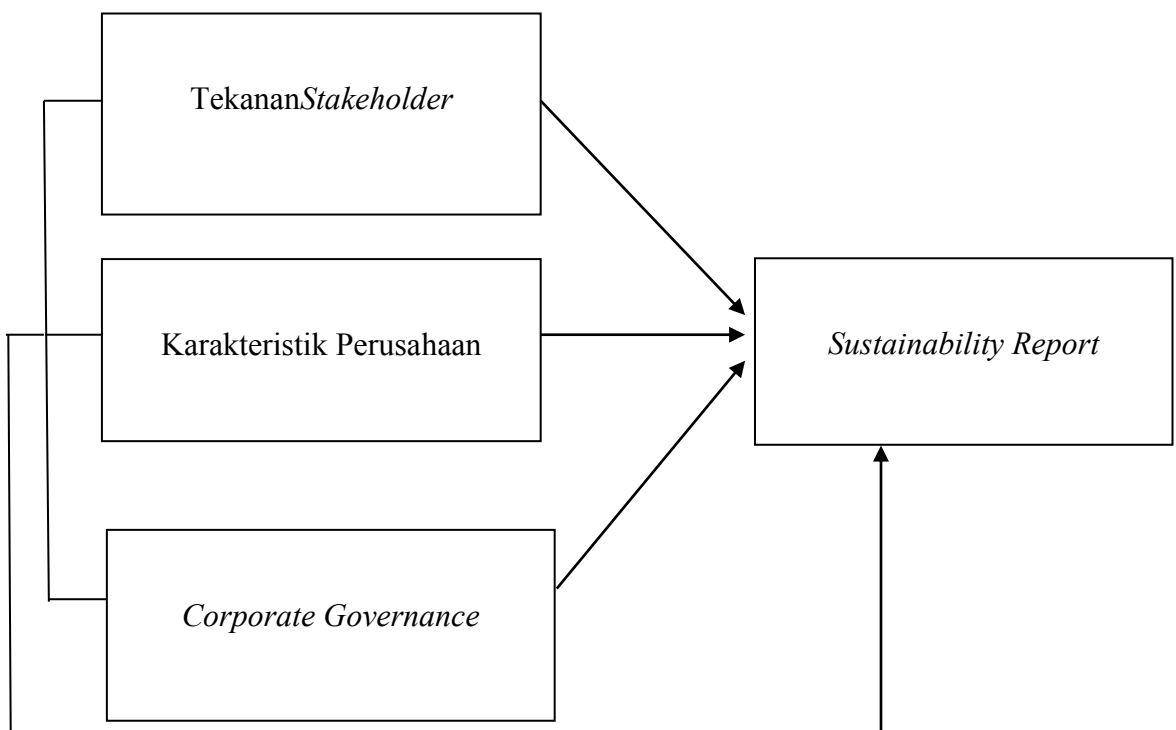 TekananStakeholder
Karakteristik Perusahaan
Sustainability Report
Corporate Governance